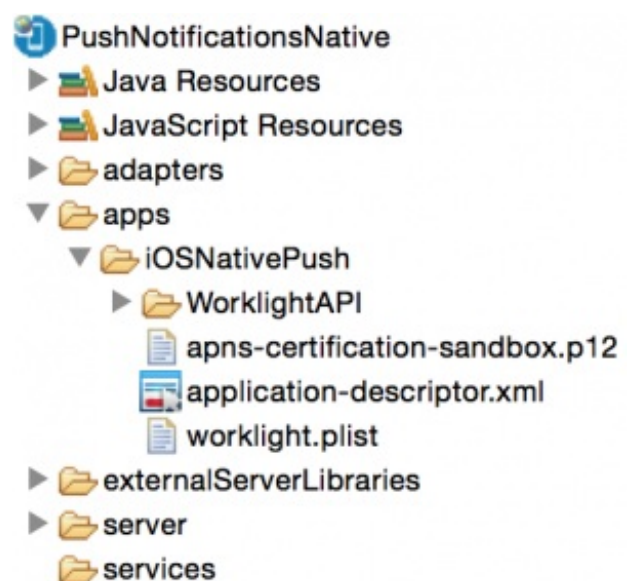 PushNotificationsNative
Java Resources
JavaScript Resources
adapters
apps
iOSNativePush
WorklightAPI
apns-certification-sandbox.p12
application-descriptor.xml
worklight.plist
externalServerLibraries
server
services